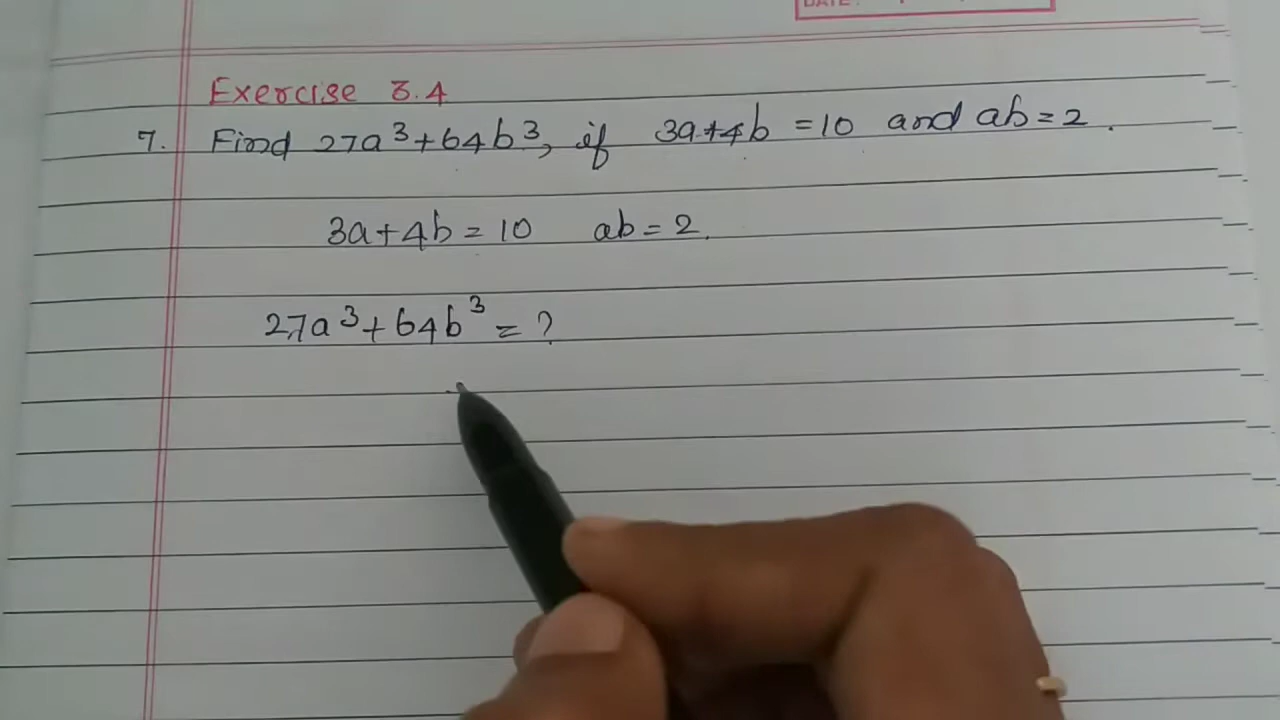 DATE:
Exercise 3.4
7. Find 27a³+64b³, if 3a+4b =10 and ab=2.
3a+4b=10 ab=2.
27a³+64b³=?